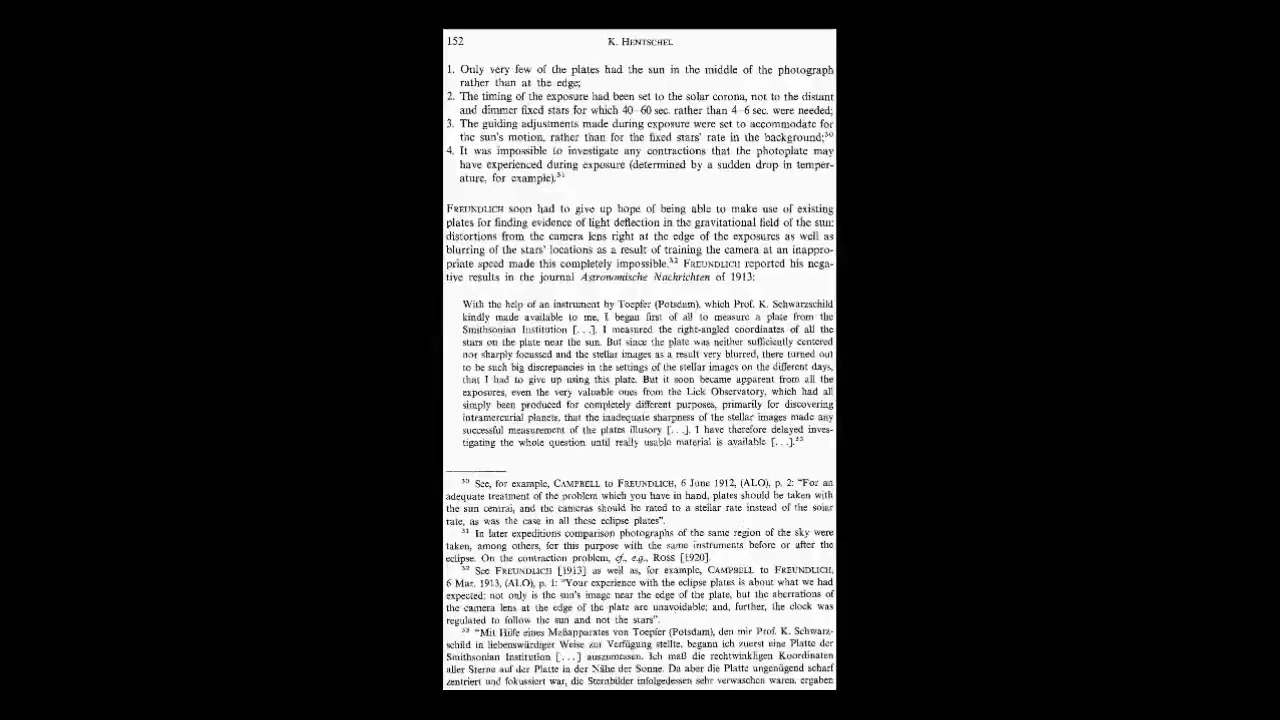 152
K. HENTSCHEL
1. Only very few of the plates had the sun in the middle of the photograph
rather than at the edge;
2. The timing of the exposure had been set to the solar corona, not to the distant
and dimmer fixed stars for which 40–60 sec. rather than 4–6 sec. were needed;
3. The guiding adjustments made during exposure were set to accommodate for
the sun's motion, rather than for the fixed stars' rate in the background;30
4. It was impossible to investigate any contractions that the photoplate may
have experienced during exposure (determined by a sudden drop in temper-
ature, for example).31
FREUNDLICH soon had to give up hope of being able to make use of existing
plates for finding evidence of light deflection in the gravitational field of the sun:
distortions from the camera lens right at the edge of the exposures as well as
blurring of the stars' locations as a result of training the camera at an inappro-
priate speed made this completely impossible.32 FREUNDLICH reported his nega-
tive results in the journal Astronomische Nachrichten of 1913:
With the help of an instrument by Toepfer (Potsdam), which Prof. K. Schwarzschild
kindly made available to me, I began first of all to measure a plate from the
Smithsonian Institution [...]. I measured the right-angled coordinates of all the
stars on the plate near the sun. But since the plate was neither sufficiently centered
nor sharply focussed and the stellar images as a result very blurred, there turned out
to be such big discrepancies in the settings of the stellar images on the different days,
that I had to give up using this plate. But it soon became apparent from all the
exposures, even the very valuable ones from the Lick Observatory, which had all
simply been produced for completely different purposes, primarily for discovering
intramercurial planets, that the inadequate sharpness of the stellar images made any
successful measurement of the plates illusory [...]. I have therefore delayed inves-
tigating the whole question until really usable material is available [...].33
30 See, for example, CAMPBELL to FREUNDLICH, 6 June 1912, (ALO), p. 2: "For an
adequate treatment of the problem which you have in hand, plates should be taken with
the sun central, and the cameras should be rated to a stellar rate instead of the solar
rate, as was the case in all these eclipse plates".
31 In later expeditions comparison photographs of the same region of the sky were
taken, among others, for this purpose with the same instruments before or after the
eclipse. On the contraction problem, cf., e.g., ROSS [1920].
32 See FREUNDLICH [1913] as well as, for example, CAMPBELL to FREUNDLICH,
6 Mar. 1913, (ALO), p. 1: "Your experience with the eclipse plates is about what we had
expected: not only is the sun's image near the edge of the plate, but the aberrations of
the camera lens at the edge of the plate are unavoidable; and, further, the clock was
regulated to follow the sun and not the stars".
33 "Mit Hilfe eines Meßapparates von Toepfer (Potsdam), den mir Prof. K. Schwarz-
schild in liebenswürdiger Weise zur Verfügung stellte, begann ich zuerst eine Platte der
Smithsonian Institution [...] auszumessen. Ich maß die rechtwinkligen Koordinaten
aller Sterne auf der Platte in der Nähe der Sonne. Da aber die Platte ungenügend scharf
zentriert und fokussiert war, die Sternbilder infolgedessen sehr verwaschen waren, ergaben